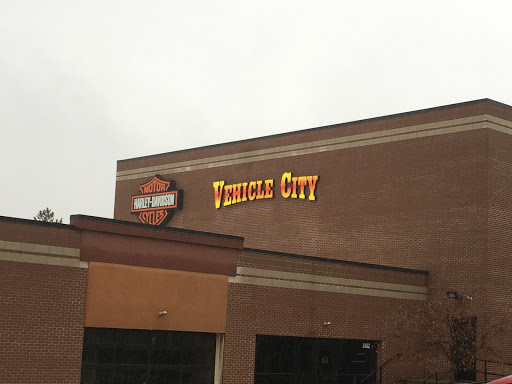 MOTOR
HARLEY-DAVIDSON
CYCLES
VEHICLE CITY